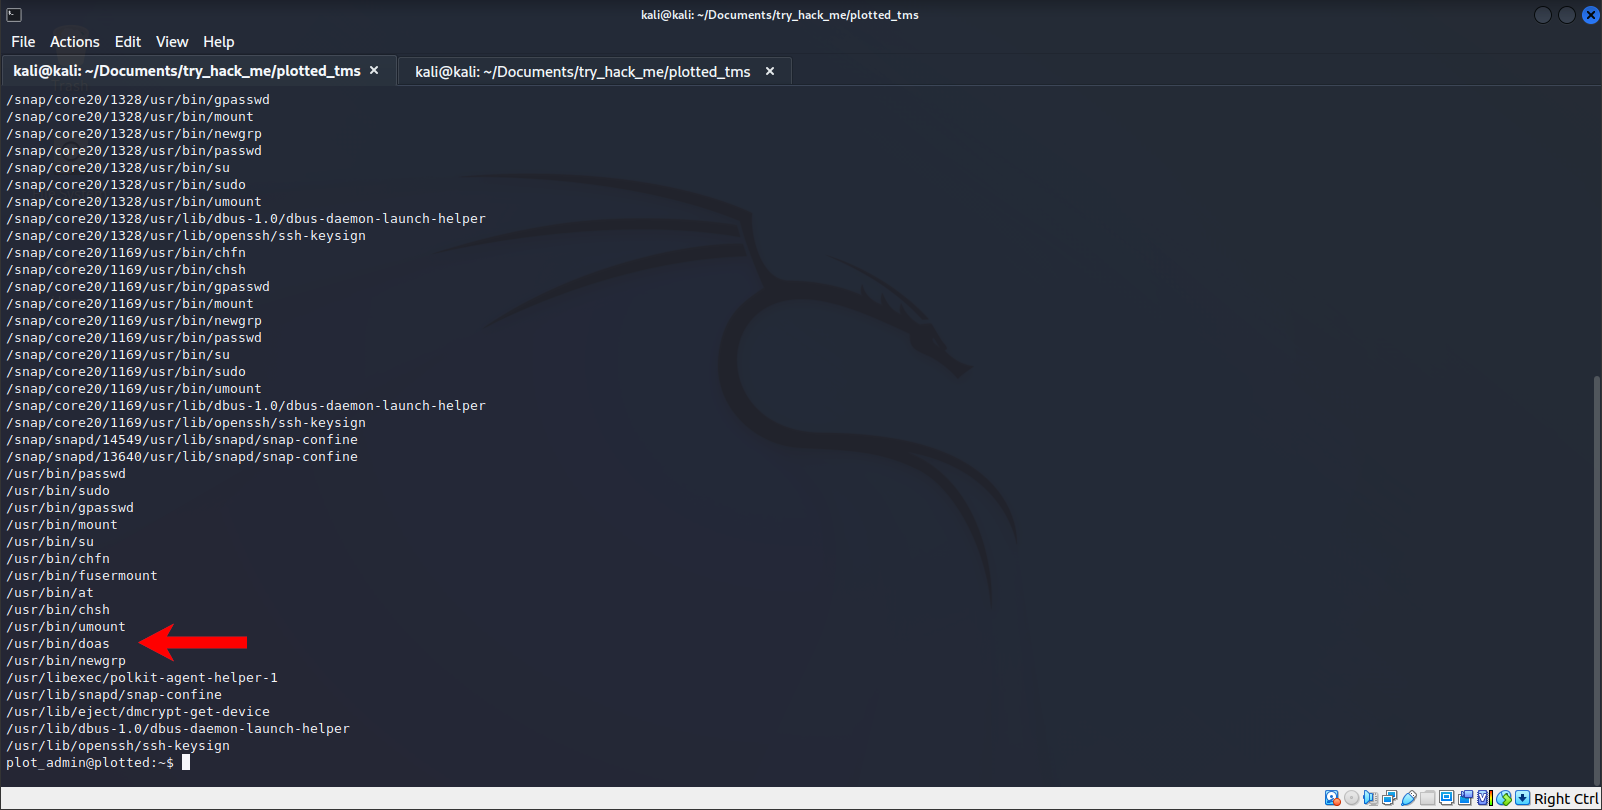 kali@kali: ~/Documents/try_hack_me/plotted_tms
File Actions Edit View Help
kali@kali: ~/Documents/try_hack_me/plotted_tms × kali@kali: ~/Documents/try_hack_me/plotted_tms ×
/snap/core20/1328/usr/bin/gpasswd
/snap/core20/1328/usr/bin/mount
/snap/core20/1328/usr/bin/newgrp
/snap/core20/1328/usr/bin/passwd
/snap/core20/1328/usr/bin/su
/snap/core20/1328/usr/bin/sudo
/snap/core20/1328/usr/bin/umount
/snap/core20/1328/usr/lib/dbus-1.0/dbus-daemon-launch-helper
/snap/core20/1328/usr/lib/openssh/ssh-keysign
/snap/core20/1169/usr/bin/chfn
/snap/core20/1169/usr/bin/chsh
/snap/core20/1169/usr/bin/gpasswd
/snap/core20/1169/usr/bin/mount
/snap/core20/1169/usr/bin/newgrp
/snap/core20/1169/usr/bin/passwd
/snap/core20/1169/usr/bin/su
/snap/core20/1169/usr/bin/sudo
/snap/core20/1169/usr/bin/umount
/snap/core20/1169/usr/lib/dbus-1.0/dbus-daemon-launch-helper
/snap/core20/1169/usr/lib/openssh/ssh-keysign
/snap/snapd/14549/usr/lib/snapd/snap-confine
/snap/snapd/13640/usr/lib/snapd/snap-confine
/usr/bin/passwd
/usr/bin/sudo
/usr/bin/gpasswd
/usr/bin/mount
/usr/bin/su
/usr/bin/chfn
/usr/bin/fusermount
/usr/bin/at
/usr/bin/chsh
/usr/bin/umount
/usr/bin/doas
/usr/bin/newgrp
/usr/libexec/polkit-agent-helper-1
/usr/lib/snapd/snap-confine
/usr/lib/eject/dmcrypt-get-device
/usr/lib/dbus-1.0/dbus-daemon-launch-helper
/usr/lib/openssh/ssh-keysign
plot_admin@plotted:~$
Right Ctrl